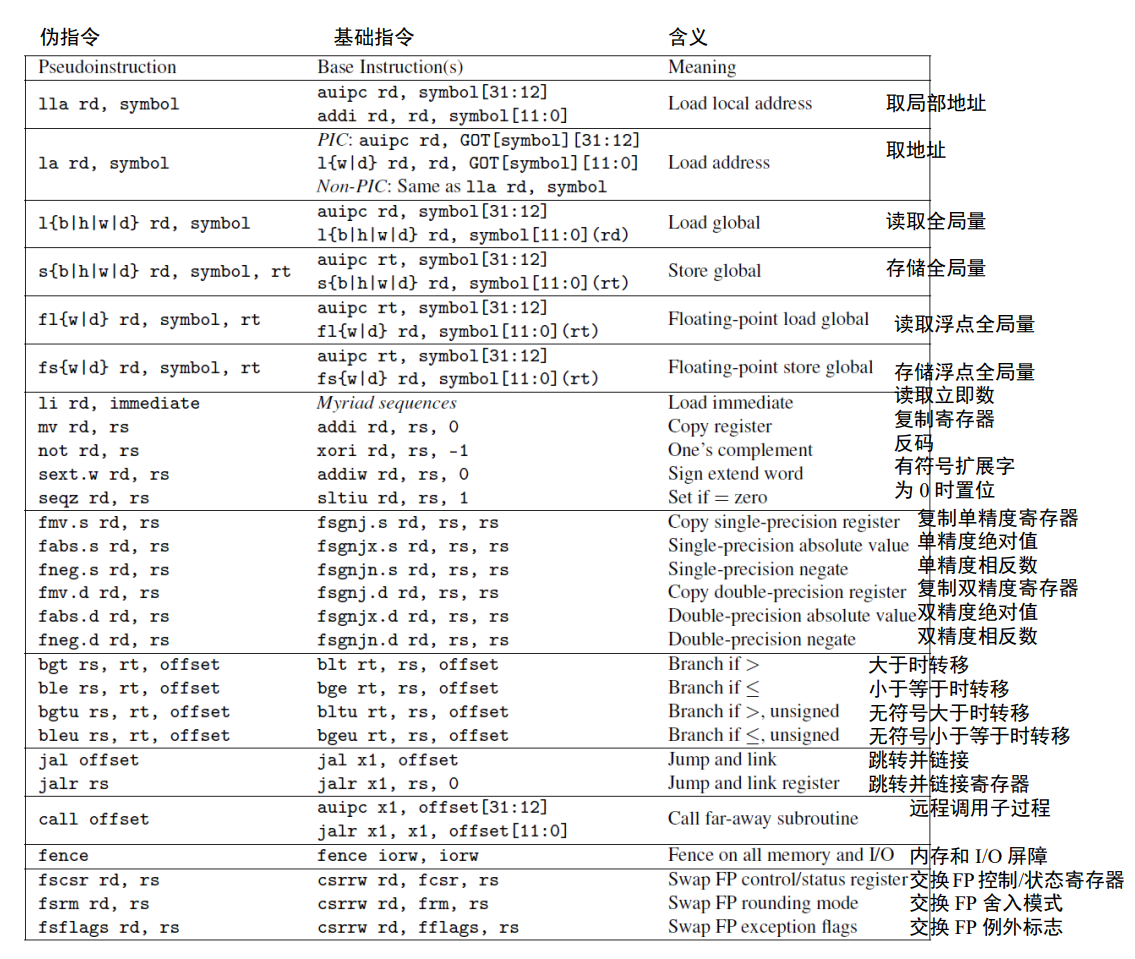 伪指令 基础指令 含义
Pseudoinstruction Base Instruction(s) Meaning
lla rd, symbol auipc rd, symbol[31:12] Load local address 取局部地址
addi rd, rd, symbol[11:0]
la rd, symbol PIC: auipc rd, GOT[symbol][31:12] Load address 取地址
l{w|d} rd, rd, GOT[symbol][11:0]
Non-PIC: Same as lla rd, symbol
l{b|h|w|d} rd, symbol auipc rd, symbol[31:12] Load global 读取全局量
l{b|h|w|d} rd, symbol[11:0](rd)
s{b|h|w|d} rd, symbol, rt auipc rt, symbol[31:12] Store global 存储全局量
s{b|h|w|d} rd, symbol[11:0](rt)
fl{w|d} rd, symbol, rt auipc rt, symbol[31:12] Floating-point load global 读取浮点全局量
fl{w|d} rd, symbol[11:0](rt)
fs{w|d} rd, symbol, rt auipc rt, symbol[31:12] Floating-point store global 存储浮点全局量
fs{w|d} rd, symbol[11:0](rt)
li rd, immediate Myriad sequences Load immediate 读取立即数
mv rd, rs addi rd, rs, 0 Copy register 复制寄存器
not rd, rs xori rd, rs, -1 One's complement 反码
sext.w rd, rs addiw rd, rs, 0 Sign extend word 有符号扩展字
seqz rd, rs sltiu rd, rs, 1 Set if = zero 为 0 时置位
fmv.s rd, rs fsgnj.s rd, rs, rs Copy single-precision register 复制单精度寄存器
fabs.s rd, rs fsgnjx.s rd, rs, rs Single-precision absolute value 单精度绝对值
fneg.s rd, rs fsgnjn.s rd, rs, rs Single-precision negate 单精度相反数
fmv.d rd, rs fsgnj.d rd, rs, rs Copy double-precision register 复制双精度寄存器
fabs.d rd, rs fsgnjx.d rd, rs, rs Double-precision absolute value 双精度绝对值
fneg.d rd, rs fsgnjn.d rd, rs, rs Double-precision negate 双精度相反数
bgt rs, rt, offset blt rt, rs, offset Branch if > 大于时转移
ble rs, rt, offset bge rt, rs, offset Branch if ≤ 小于等于时转移
bgtu rs, rt, offset bltu rt, rs, offset Branch if >, unsigned 无符号大于时转移
bleu rs, rt, offset bgeu rt, rs, offset Branch if ≤, unsigned 无符号小于等于时转移
jal offset jal x1, offset Jump and link 跳转并链接
jalr rs jalr x1, rs, 0 Jump and link register 跳转并链接寄存器
call offset auipc x1, offset[31:12] Call far-away subroutine 远程调用子过程
jalr x1, x1, offset[11:0]
fence fence iorw, iorw Fence on all memory and I/O 内存和 I/O 屏障
fscsr rd, rs csrrw rd, fcsr, rs Swap FP control/status register 交换 FP 控制/状态寄存器
fsrm rd, rs csrrw rd, frm, rs Swap FP rounding mode 交换 FP 舍入模式
fsflags rd, rs csrrw rd, fflags, rs Swap FP exception flags 交换 FP 例外标志